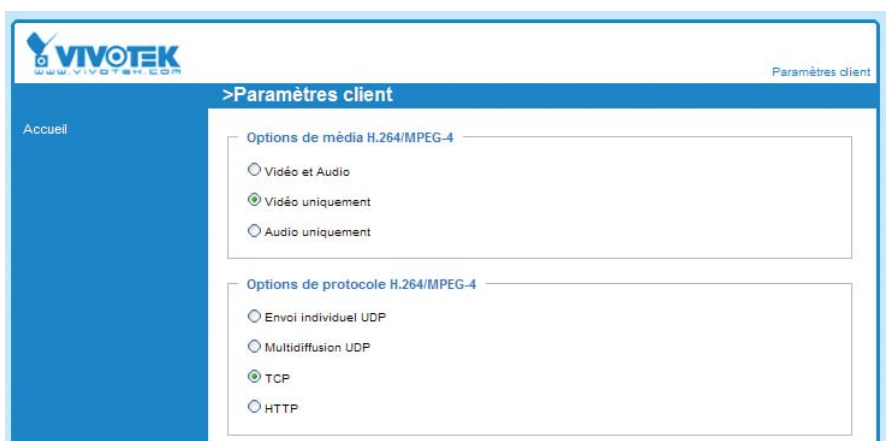 VIVOTEK
www.vivotek.com
Paramètres client
>Paramètres client
Accueil
Options de média H.264/MPEG-4
Vidéo et Audio
Vidéo uniquement
Audio uniquement
Options de protocole H.264/MPEG-4
Envoi individuel UDP
Multidiffusion UDP
TCP
HTTP